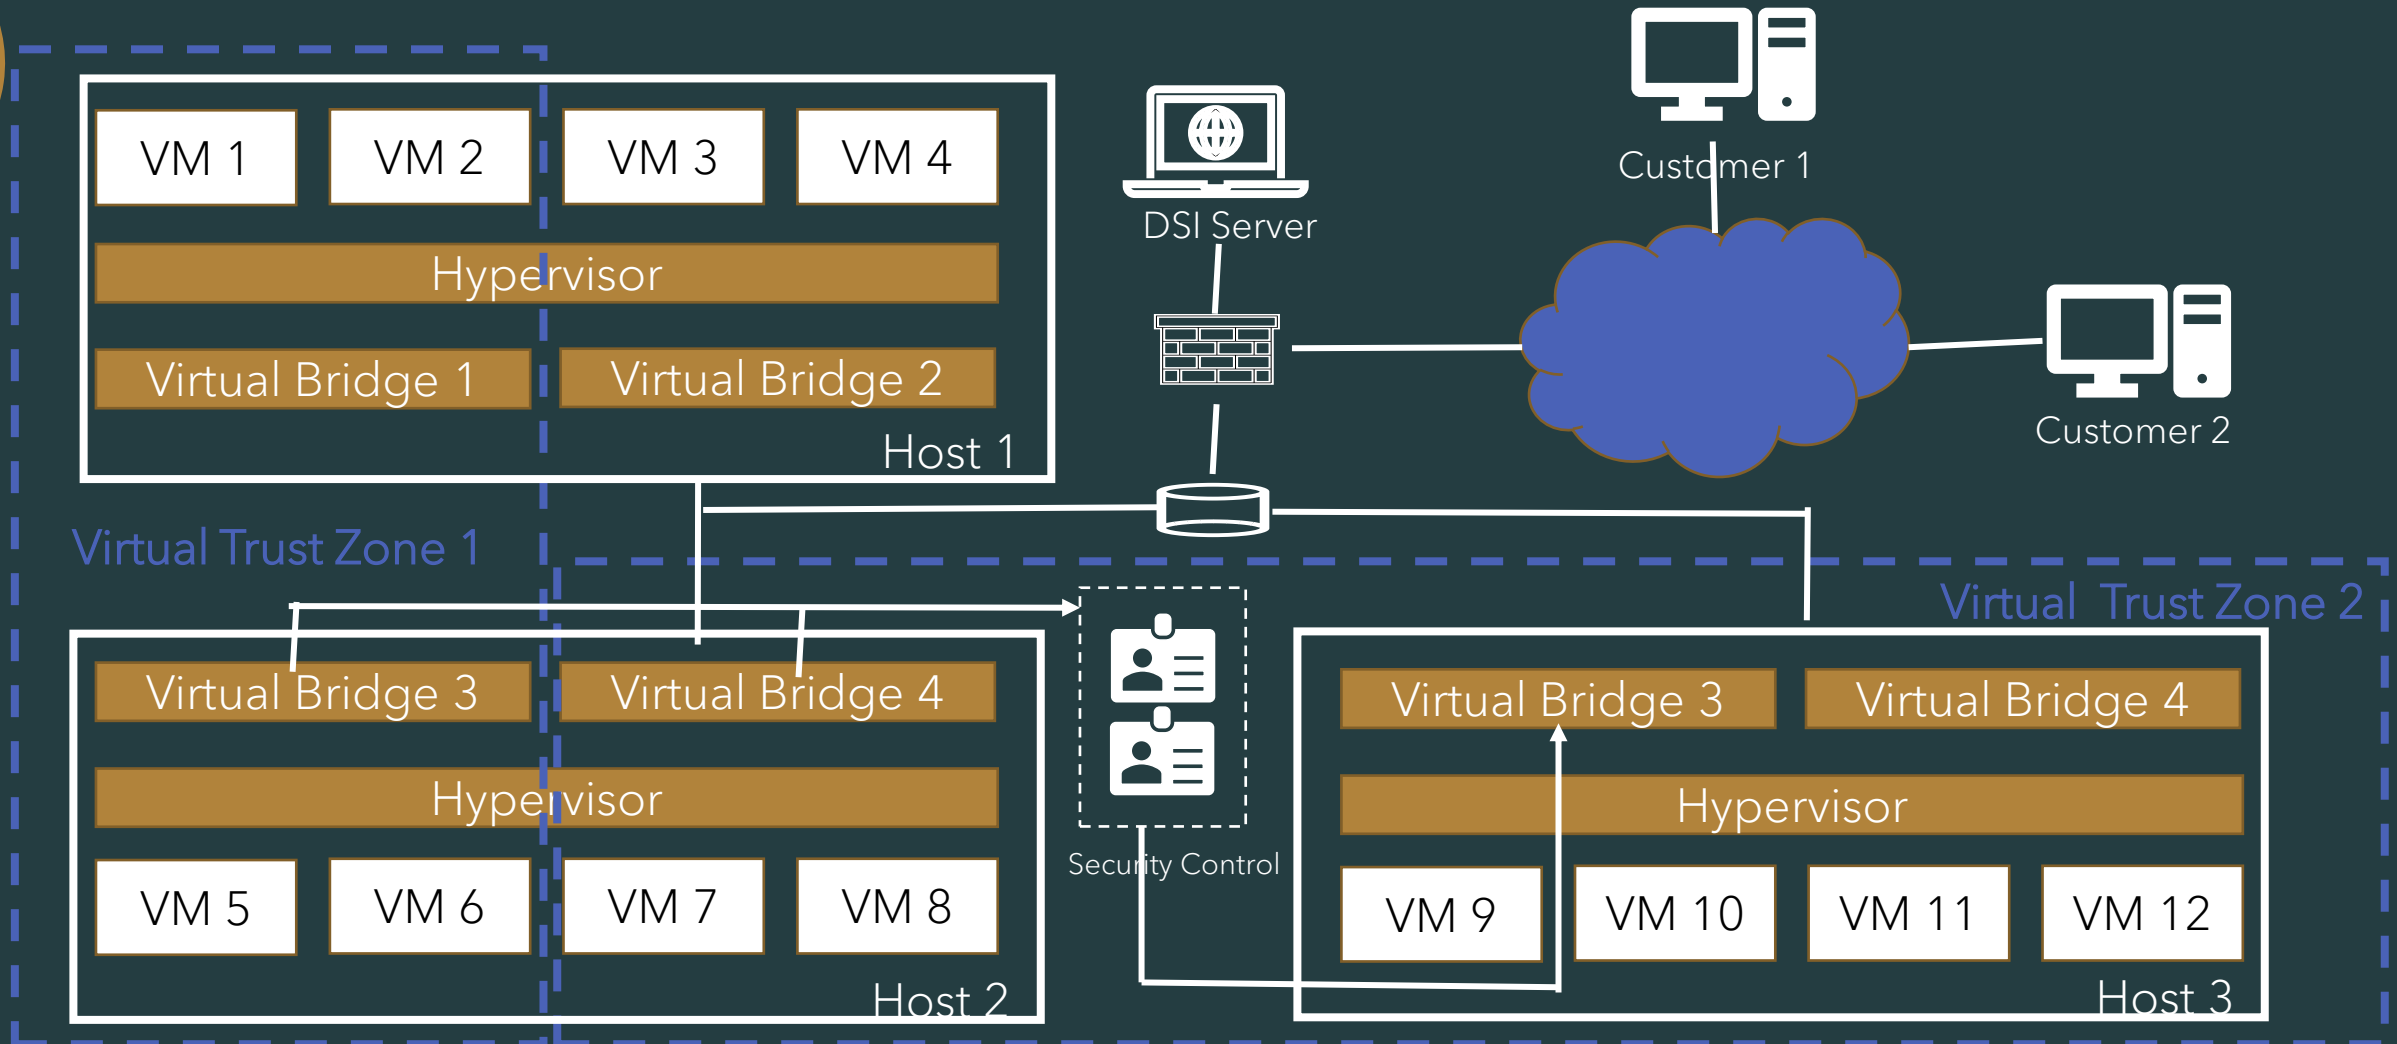 VM 1
VM 2
VM 3
VM 4
Hypervisor
Virtual Bridge 1
Virtual Bridge 2
Host 1
DSI Server
Customer 1
Customer 2
Virtual Trust Zone 1
Virtual Trust Zone 2
Virtual Bridge 3
Virtual Bridge 4
Hypervisor
VM 5
VM 6
VM 7
VM 8
Host 2
Security Control
Virtual Bridge 3
Virtual Bridge 4
Hypervisor
VM 9
VM 10
VM 11
VM 12
Host 3